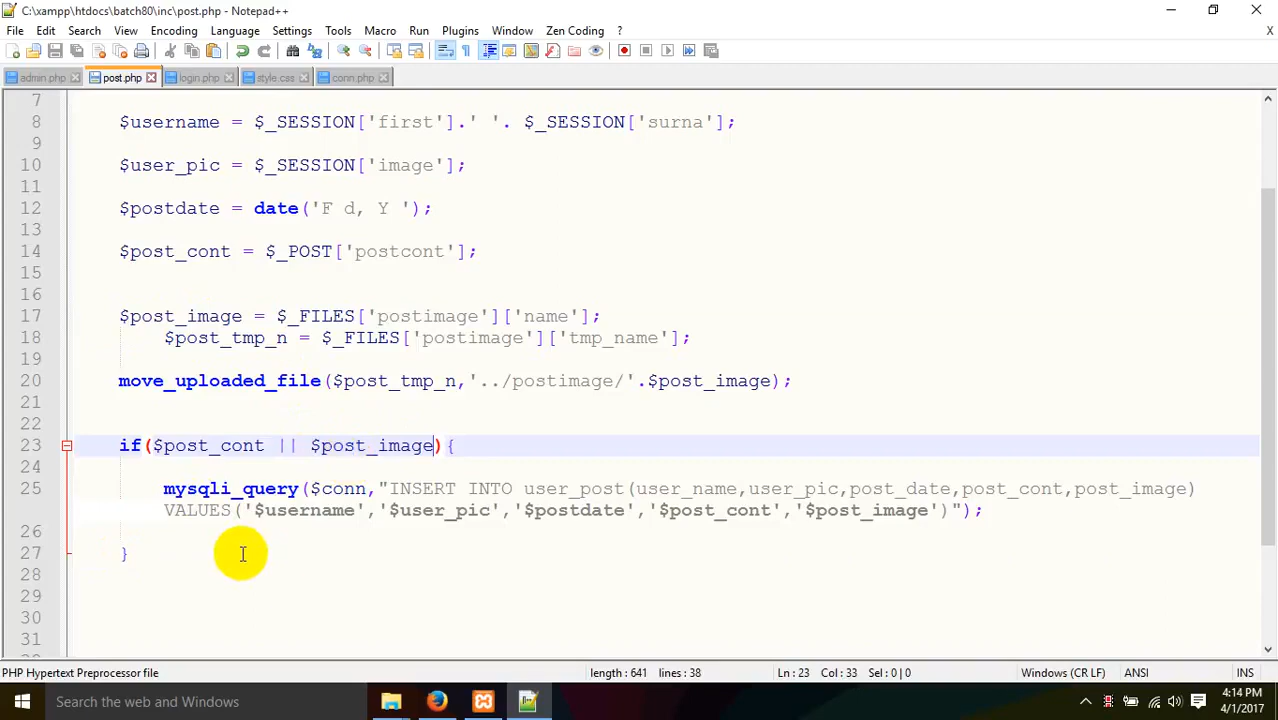 C:\xampp\htdocs\batch80\inc\post.php - Notepad++
File Edit Search View Encoding Language Settings Tools Macro Run Plugins Window Zen Coding ? X
admin.php post.php login.php style.css conn.php
7
8 $username = $_SESSION['first'].' '. $_SESSION['surna'];
9
10 $user_pic = $_SESSION['image'];
11
12 $postdate = date('F d, Y ');
13
14 $post_cont = $_POST['postcont'];
15
16
17 $post_image = $_FILES['postimage']['name'];
18 $post_tmp_n = $_FILES['postimage']['tmp_name'];
19
20 move_uploaded_file($post_tmp_n,'../postimage/'.$post_image);
21
22
23 if($post_cont || $post_image){
24
25 mysqli_query($conn,"INSERT INTO user_post(user_name,user_pic,post_date,post_cont,post_image)
VALUES('$username','$user_pic','$postdate','$post_cont','$post_image')");
26
27 }
28
29
30
31
PHP Hypertext Preprocessor file length : 641 lines : 38 Ln : 23 Col : 33 Sel : 0 | 0 Windows (CR LF) ANSI INS
Search the web and Windows 4:14 PM
4/1/2017